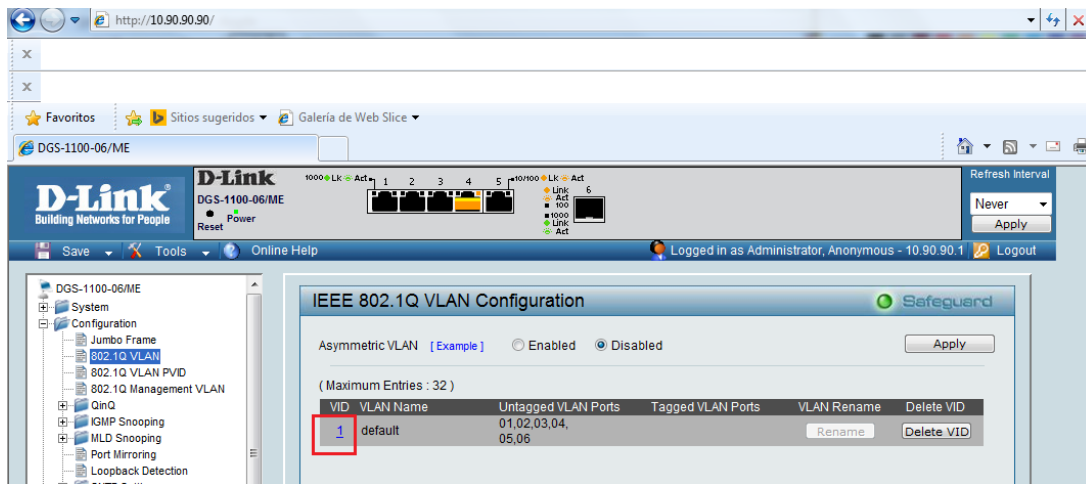 http://10.90.90.90/
x
x
Favoritos Sitios sugeridos Galería de Web Slice
DGS-1100-06/ME
D-Link®
Building Networks for People
D-Link
DGS-1100-06/ME
Power
Reset
1000 Lk Act 1 2 3 4 5 10/100 Lk Act
Link 6
Act
100
1000
Link
Act
Refresh Interval
Never
Apply
Save Tools Online Help Logged in as Administrator, Anonymous - 10.90.90.1 Logout
DGS-1100-06/ME
System
Configuration
Jumbo Frame
802.1Q VLAN
802.1Q VLAN PVID
802.1Q Management VLAN
QinQ
IGMP Snooping
MLD Snooping
Port Mirroring
Loopback Detection
IEEE 802.1Q VLAN Configuration Safeguard
Asymmetric VLAN [ Example ] Enabled Disabled Apply
( Maximum Entries : 32 )
VID VLAN Name Untagged VLAN Ports Tagged VLAN Ports VLAN Rename Delete VID
1 default 01,02,03,04, Rename Delete VID
05,06